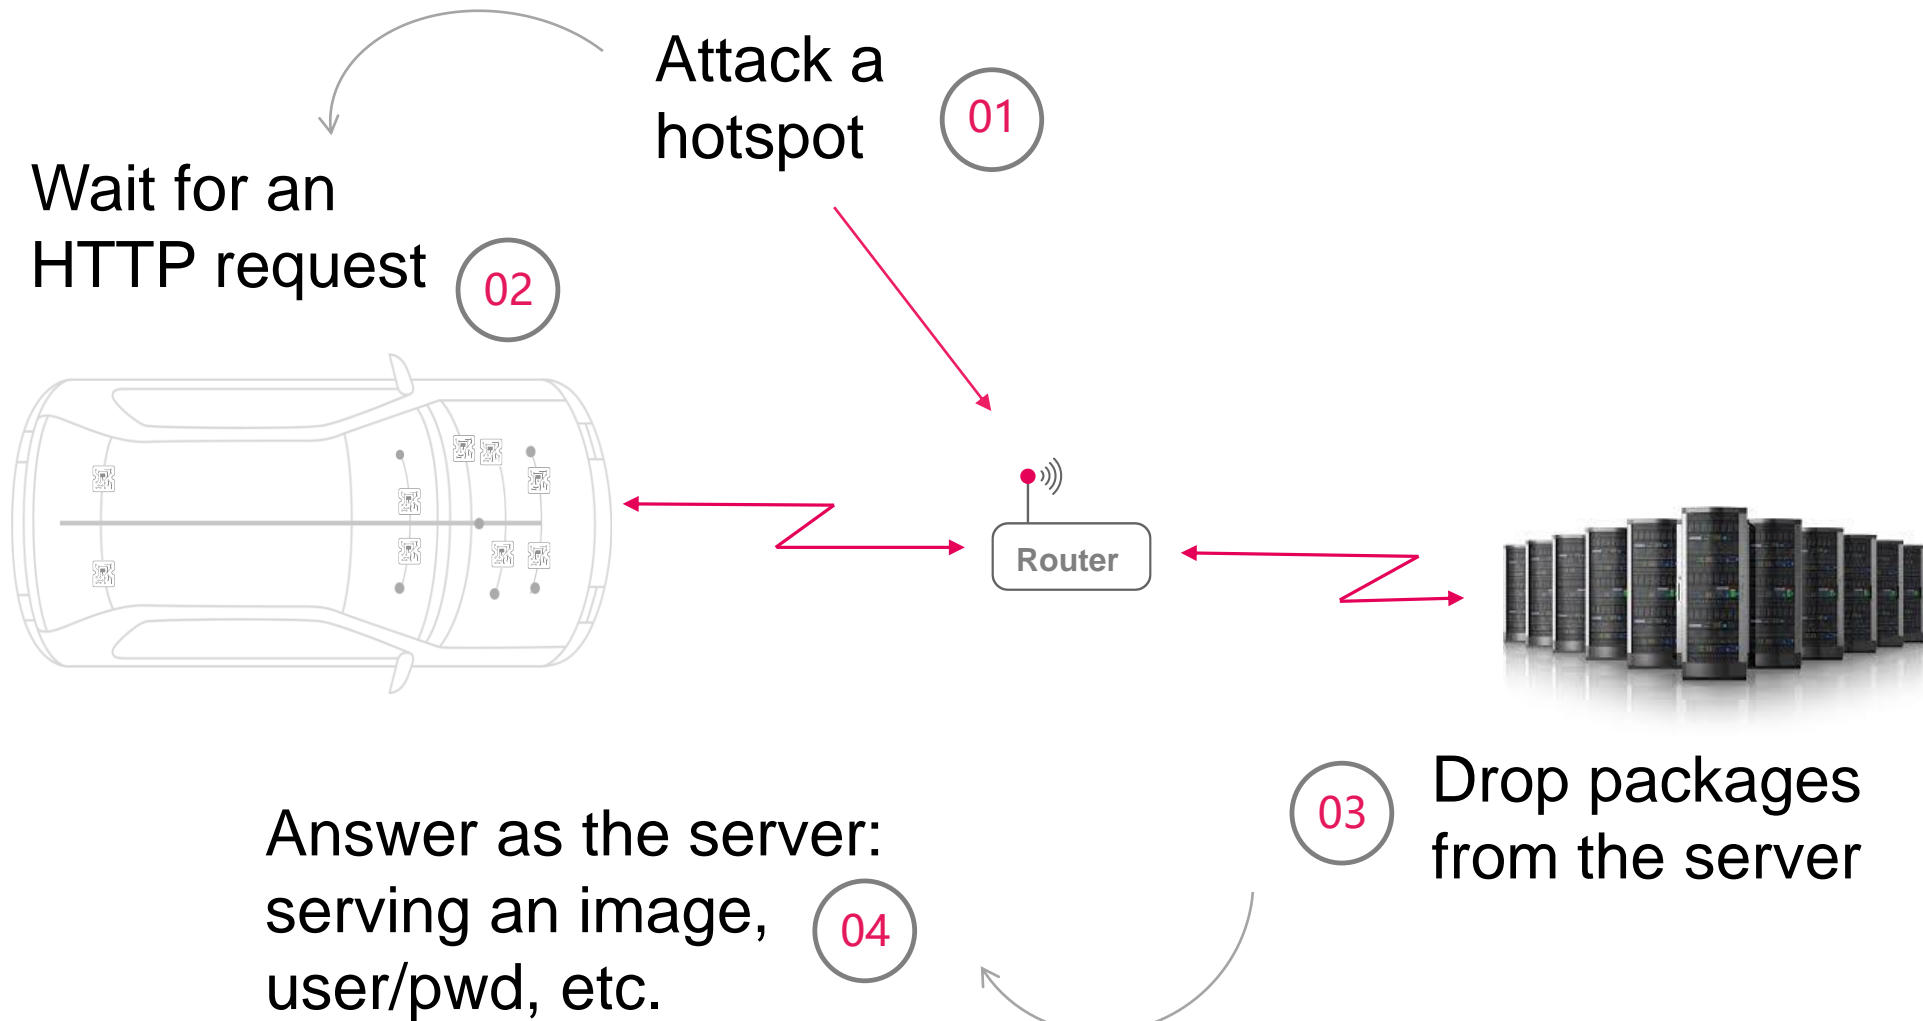 Attack a
hotspot
01
Wait for an
HTTP request
02
Router
03
Drop packages
from the server
Answer as the server:
serving an image,
user/pwd, etc.
04